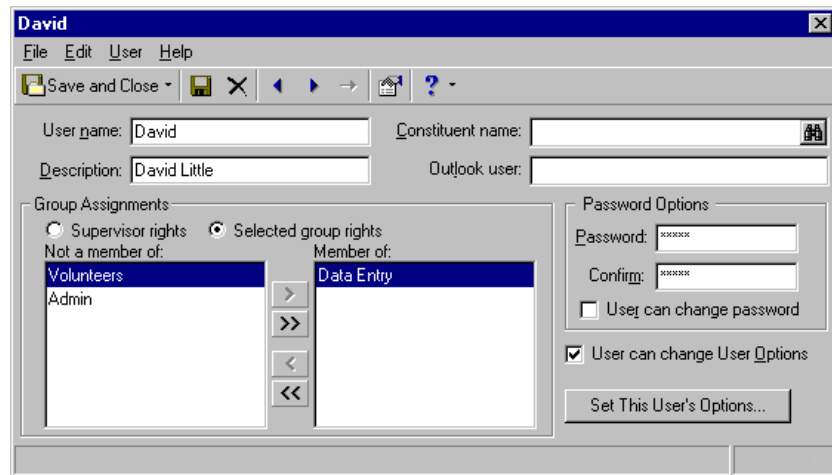 David
File Edit User Help
Save and Close
User name: David
Constituent name:
Description: David Little
Outlook user:
Group Assignments
Supervisor rights Selected group rights
Not a member of: Member of:
Volunteers
Admin
Data Entry
>
>>
<
<<
Password Options
Password: *****
Confirm: *****
User can change password
User can change User Options
Set This User's Options...